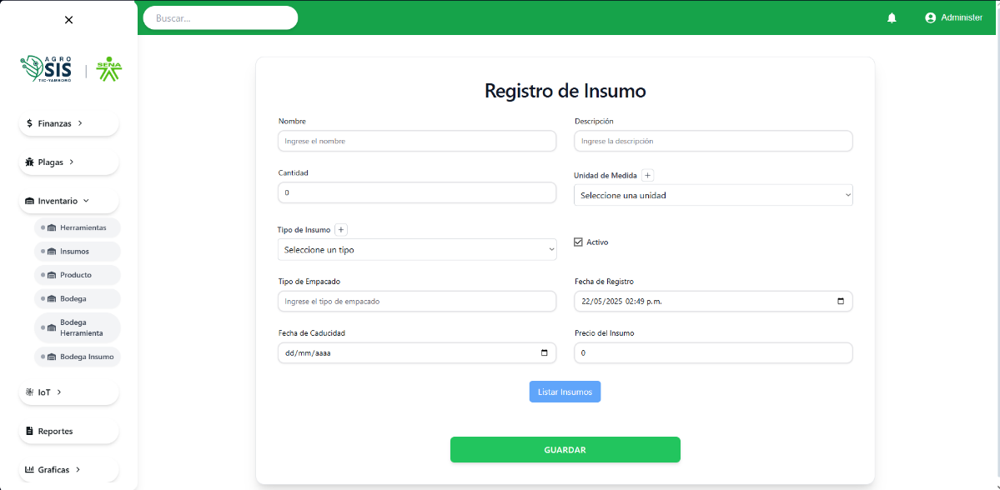 Buscar...
Administer
AGRO
SIS
TIC-YAMBORO
SENA
Finanzas
Plagas
Inventario
Herramientas
Insumos
Producto
Bodega
Bodega
Herramienta
Bodega Insumo
IoT
Reportes
Graficas
Registro de Insumo
Nombre
Ingrese el nombre
Descripción
Ingrese la descripción
Cantidad
0
Unidad de Medida +
Seleccione una unidad
Tipo de Insumo +
Seleccione un tipo
Activo
Tipo de Empacado
Ingrese el tipo de empacado
Fecha de Registro
22/05/2025 02:49 p.m.
Fecha de Caducidad
dd/mm/aaaa
Precio del Insumo
0
Listar Insumos
GUARDAR